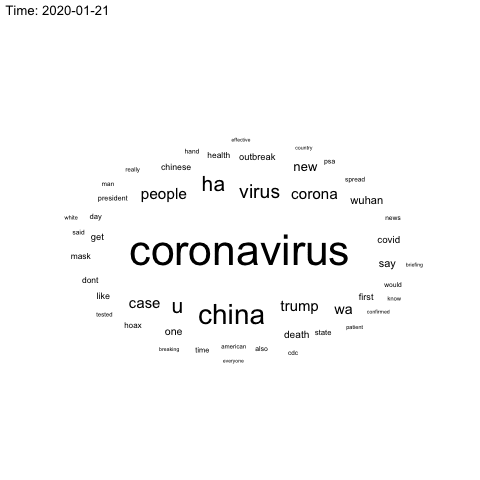 Time: 2020-01-21
effective
hand health outbreak country
chinese new psa
really
man ha virus corona spread
president people wuhan
white day news
said get coronavirus covid
mask say briefing
dont would
like case u china trump wa first know
tested confirmed
hoax one death state patient
breaking time american also cdc
everyone